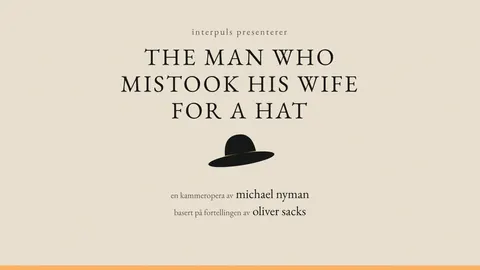 interpuls presenterer
THE MAN WHO
MISTOOK HIS WIFE
FOR A HAT
en kammeropera av michael nyman
basert på fortellingen av oliver sacks